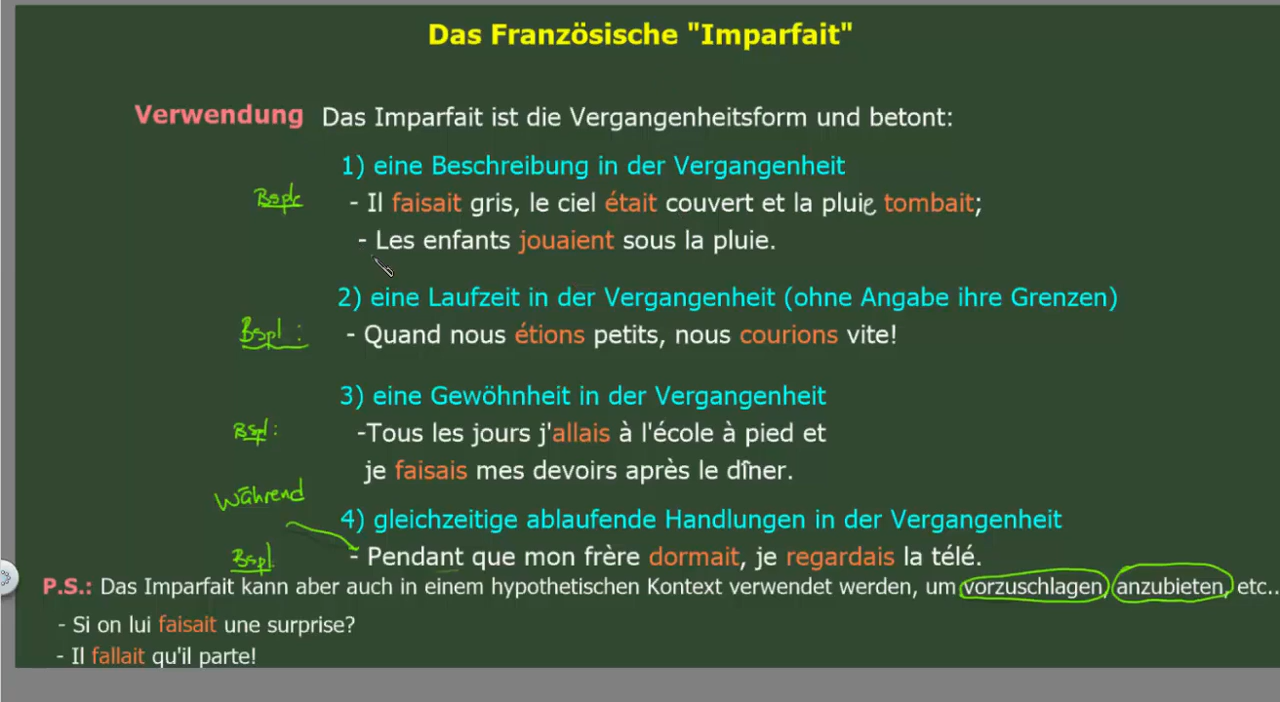 Das Französische "Imparfait"
Verwendung Das Imparfait ist die Vergangenheitsform und betont:
1) eine Beschreibung in der Vergangenheit
Bspl: - Il faisait gris, le ciel était couvert et la pluie tombait;
- Les enfants jouaient sous la pluie.
2) eine Laufzeit in der Vergangenheit (ohne Angabe ihre Grenzen)
Bspl : - Quand nous étions petits, nous courions vite!
3) eine Gewöhnheit in der Vergangenheit
Bspl: -Tous les jours j'allais à l'école à pied et
je faisais mes devoirs après le dîner.
Während
4) gleichzeitige ablaufende Handlungen in der Vergangenheit
Bspl. - Pendant que mon frère dormait, je regardais la télé.
P.S.: Das Imparfait kann aber auch in einem hypothetischen Kontext verwendet werden, um vorzuschlagen, anzubieten, etc..
- Si on lui faisait une surprise?
- Il fallait qu'il parte!